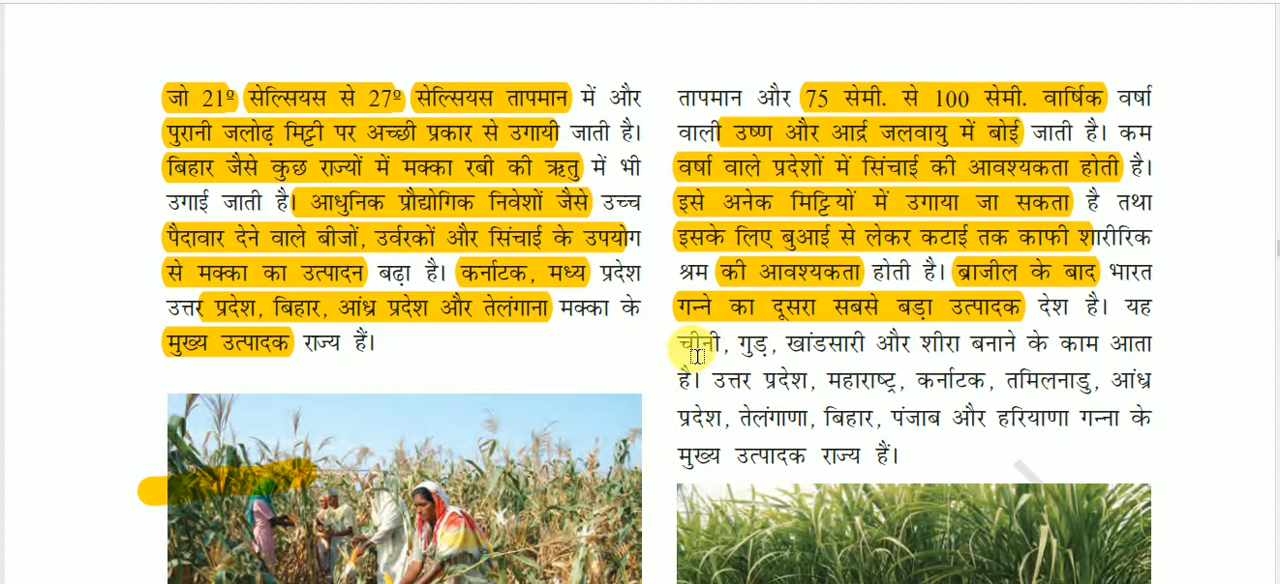 जो 21º सेल्सियस से 27º सेल्सियस तापमान में और
पुरानी जलोढ़ मिट्टी पर अच्छी प्रकार से उगायी जाती है।
बिहार जैसे कुछ राज्यों में मक्का रबी की ऋतु में भी
उगाई जाती है। आधुनिक प्रौद्योगिक निवेशों जैसे उच्च
पैदावार देने वाले बीजों, उर्वरकों और सिंचाई के उपयोग
से मक्का का उत्पादन बढ़ा है। कर्नाटक, मध्य प्रदेश
उत्तर प्रदेश, बिहार, आंध्र प्रदेश और तेलंगाना मक्का के
मुख्य उत्पादक राज्य हैं।
तापमान और 75 सेमी. से 100 सेमी. वार्षिक वर्षा
वाली उष्ण और आर्द्र जलवायु में बोई जाती है। कम
वर्षा वाले प्रदेशों में सिंचाई की आवश्यकता होती है।
इसे अनेक मिट्टियों में उगाया जा सकता है तथा
इसके लिए बुआई से लेकर कटाई तक काफी शारीरिक
श्रम की आवश्यकता होती है। ब्राजील के बाद भारत
गन्ने का दूसरा सबसे बड़ा उत्पादक देश है। यह
चीनी, गुड़, खांडसारी और शीरा बनाने के काम आता
है। उत्तर प्रदेश, महाराष्ट्र, कर्नाटक, तमिलनाडु, आंध्र
प्रदेश, तेलंगाणा, बिहार, पंजाब और हरियाणा गन्ना के
मुख्य उत्पादक राज्य हैं।